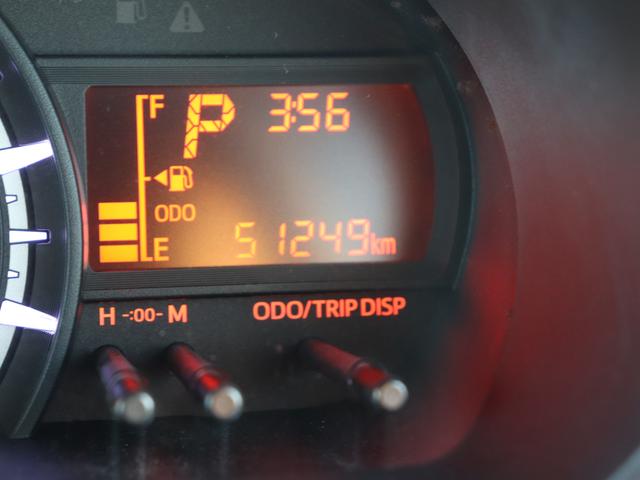 F
P 3:56
ODO
E 51249km
H -:00- M ODO/TRIP DISP